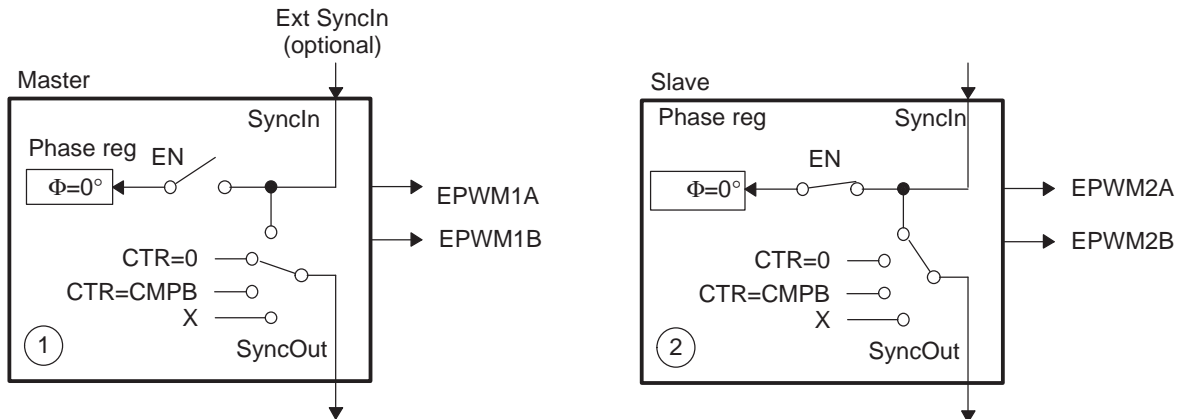 Ext SyncIn
(optional)
Master
SyncIn
Phase reg
EN
Φ=0°
EPWM1A
EPWM1B
CTR=0
CTR=CMPB
X
1
SyncOut
Slave
Phase reg
SyncIn
EN
Φ=0°
EPWM2A
EPWM2B
CTR=0
CTR=CMPB
X
2
SyncOut